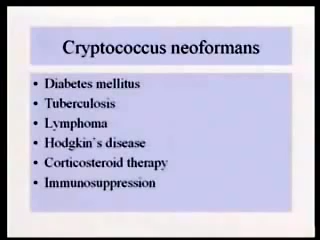 Cryptococcus neoformans
• Diabetes mellitus
• Tuberculosis
• Lymphoma
• Hodgkin`s disease
• Corticosteroid therapy
• Immunosuppression